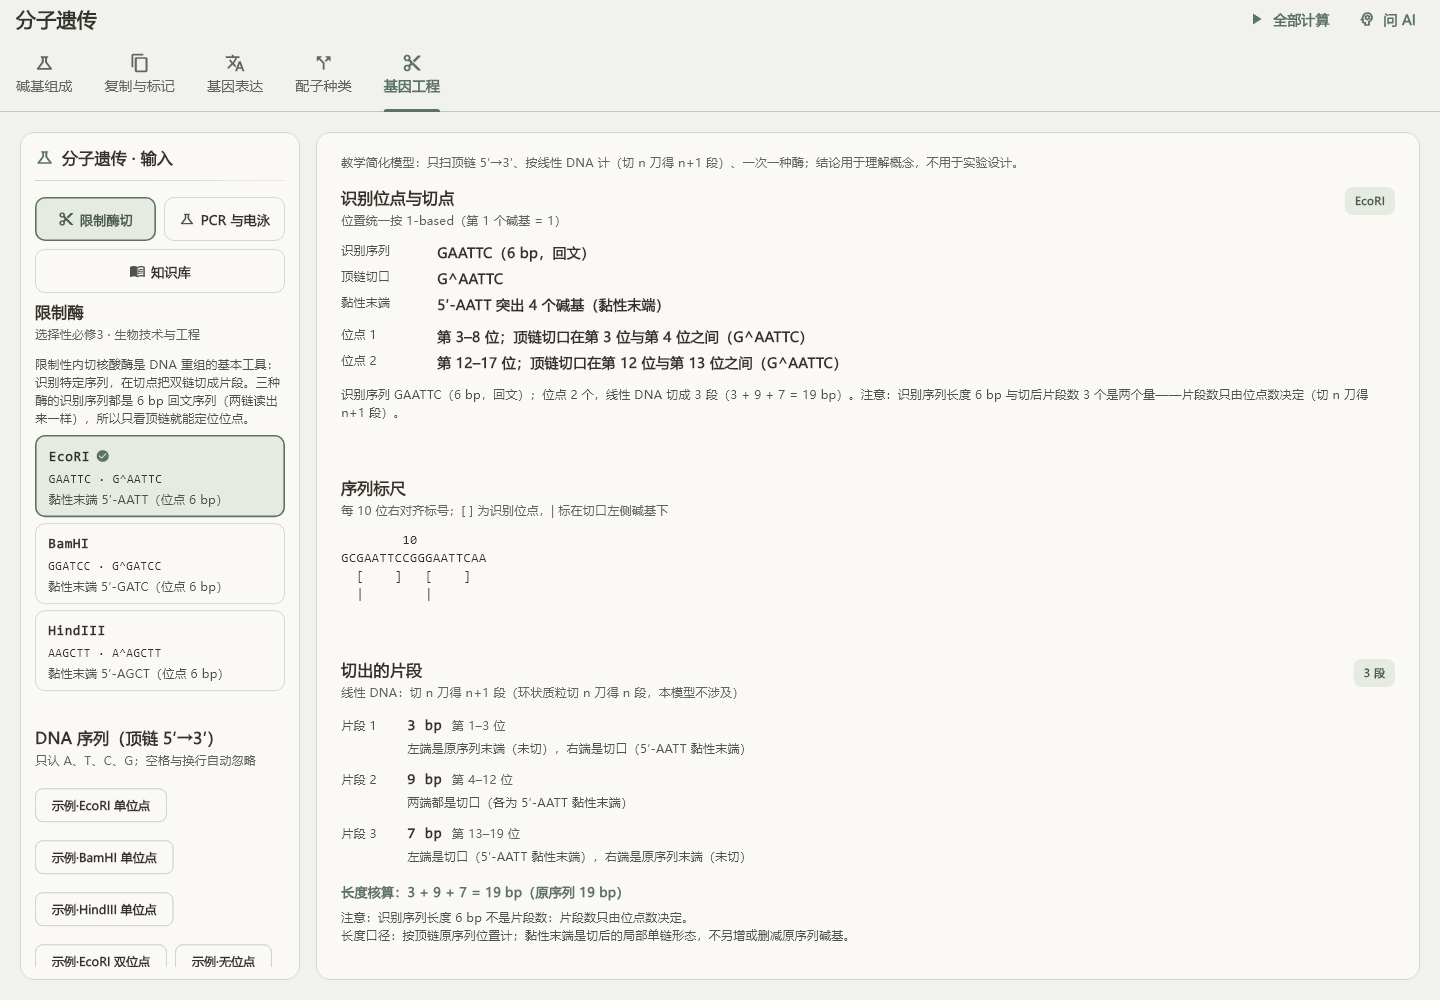 分子遗传
全部计算
问 AI
碱基组成
复制与标记
基因表达
配子种类
基因工程
分子遗传 · 输入
限制酶切
PCR 与电泳
知识库
限制酶
选择性必修3 · 生物技术与工程
限制性内切核酸酶是 DNA 重组的基本工具：
识别特定序列，在切点把双链切成片段。三种
酶的识别序列都是 6 bp 回文序列（两链读出
来一样），所以只看顶链就能定位位点。
EcoRI
GAATTC · G^AATTC
黏性末端 5′-AATT（位点 6 bp）
BamHI
GGATCC · G^GATCC
黏性末端 5′-GATC（位点 6 bp）
HindIII
AAGCTT · A^AGCTT
黏性末端 5′-AGCT（位点 6 bp）
DNA 序列（顶链 5′→3′）
只认 A、T、C、G；空格与换行自动忽略
示例·EcoRI 单位点
示例·BamHI 单位点
示例·HindIII 单位点
示例·EcoRI 双位点
示例·无位点
教学简化模型：只扫顶链 5′→3′、按线性 DNA 计（切 n 刀得 n+1 段）、一次一种酶；结论用于理解概念，不用于实验设计。
识别位点与切点
EcoRI
位置统一按 1-based（第 1 个碱基 = 1）
识别序列 GAATTC（6 bp，回文）
顶链切口 G^AATTC
黏性末端 5′-AATT 突出 4 个碱基（黏性末端）
位点 1 第 3–8 位；顶链切口在第 3 位与第 4 位之间（G^AATTC）
位点 2 第 12–17 位；顶链切口在第 12 位与第 13 位之间（G^AATTC）
识别序列 GAATTC（6 bp，回文）；位点 2 个，线性 DNA 切成 3 段（3 + 9 + 7 = 19 bp）。注意：识别序列长度 6 bp 与切后片段数 3 个是两个量——片段数只由位点数决定（切 n 刀得
n+1 段）。
序列标尺
每 10 位右对齐标号；[ ] 为识别位点，| 标在切口左侧碱基下
10
GCGAATTCCGGGAATTCAA
[    ]   [    ]
|        |
切出的片段
3 段
线性 DNA：切 n 刀得 n+1 段（环状质粒切 n 刀得 n 段，本模型不涉及）
片段 1 3 bp 第 1–3 位
左端是原序列末端（未切），右端是切口（5′-AATT 黏性末端）
片段 2 9 bp 第 4–12 位
两端都是切口（各为 5′-AATT 黏性末端）
片段 3 7 bp 第 13–19 位
左端是切口（5′-AATT 黏性末端），右端是原序列末端（未切）
长度核算：3 + 9 + 7 = 19 bp（原序列 19 bp）
注意：识别序列长度 6 bp 不是片段数：片段数只由位点数决定。
长度口径：按顶链原序列位置计；黏性末端是切后的局部单链形态，不另增或删减原序列碱基。